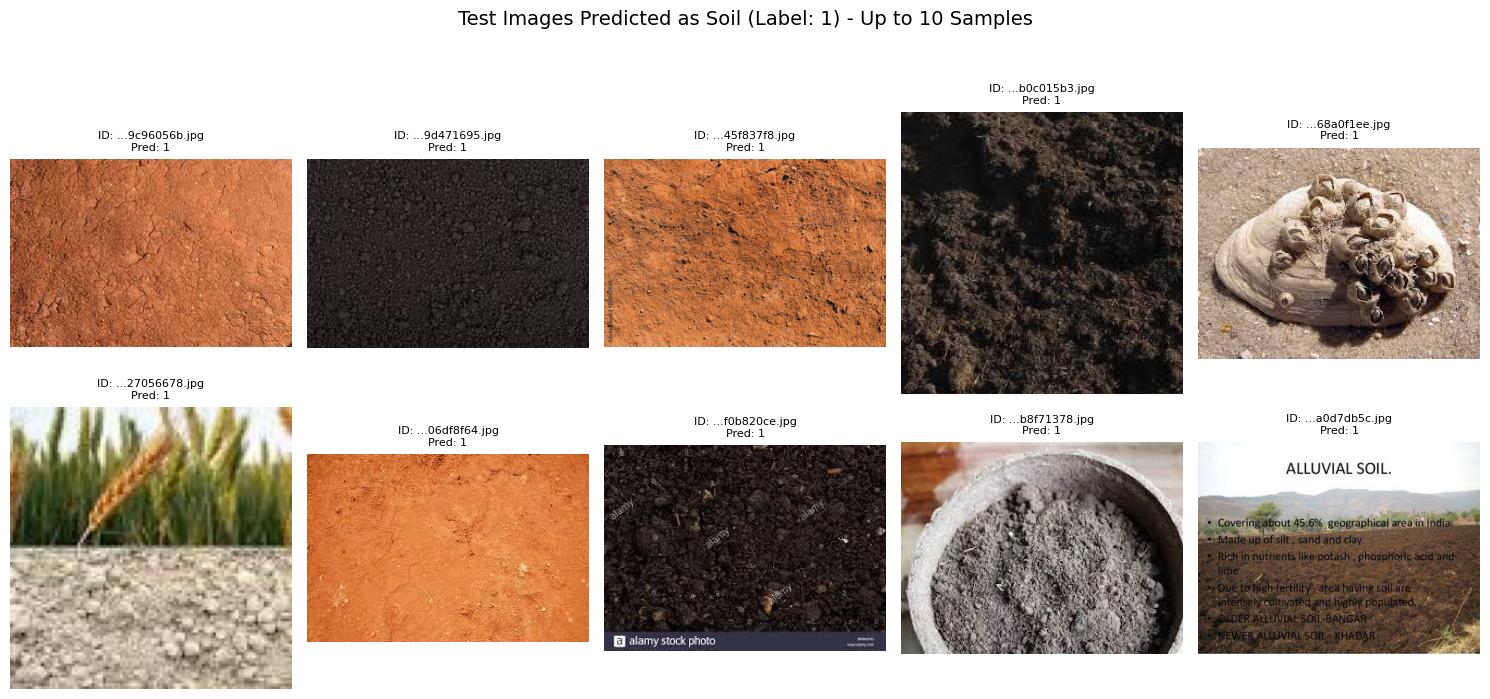 Test Images Predicted as Soil (Label: 1) - Up to 10 Samples
ID: ...9c96056b.jpg
Pred: 1
ID: ...9d471695.jpg
Pred: 1
ID: ...45f837f8.jpg
Pred: 1
ID: ...b0c015b3.jpg
Pred: 1
ID: ...68a0f1ee.jpg
Pred: 1
ID: ...27056678.jpg
Pred: 1
ID: ...06df8f64.jpg
Pred: 1
ID: ...f0b820ce.jpg
Pred: 1
alamy
alamy
alamy
alamy
a alamy stock photo
ID: ...b8f71378.jpg
Pred: 1
ID: ...a0d7db5c.jpg
Pred: 1
ALLUVIAL SOIL.
• Covering about 45.6% geographical area in India.
• Made up of silt , sand and clay.
• Rich in nutrients like potash , phosphoric acid and
lime
• Due to high fertility , area having soil are
intensely cultivated and highly populated.
• OLDER ALLUVIAL SOIL-BANGAR
• NEWER ALLUVIAL SOIL - KHADAR